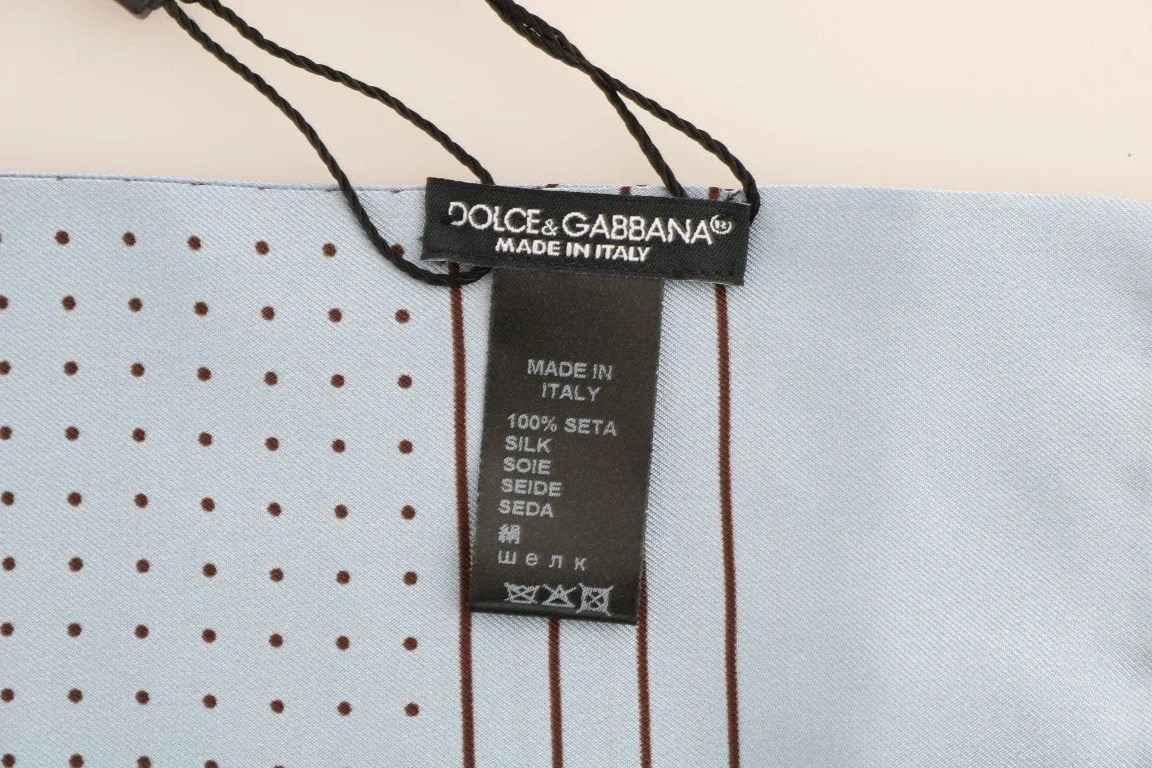 DOLCE&GABBANA®
MADE IN ITALY
MADE IN
ITALY
100% SETA
SILK
SOIE
SEIDE
SEDA
絹
шелк